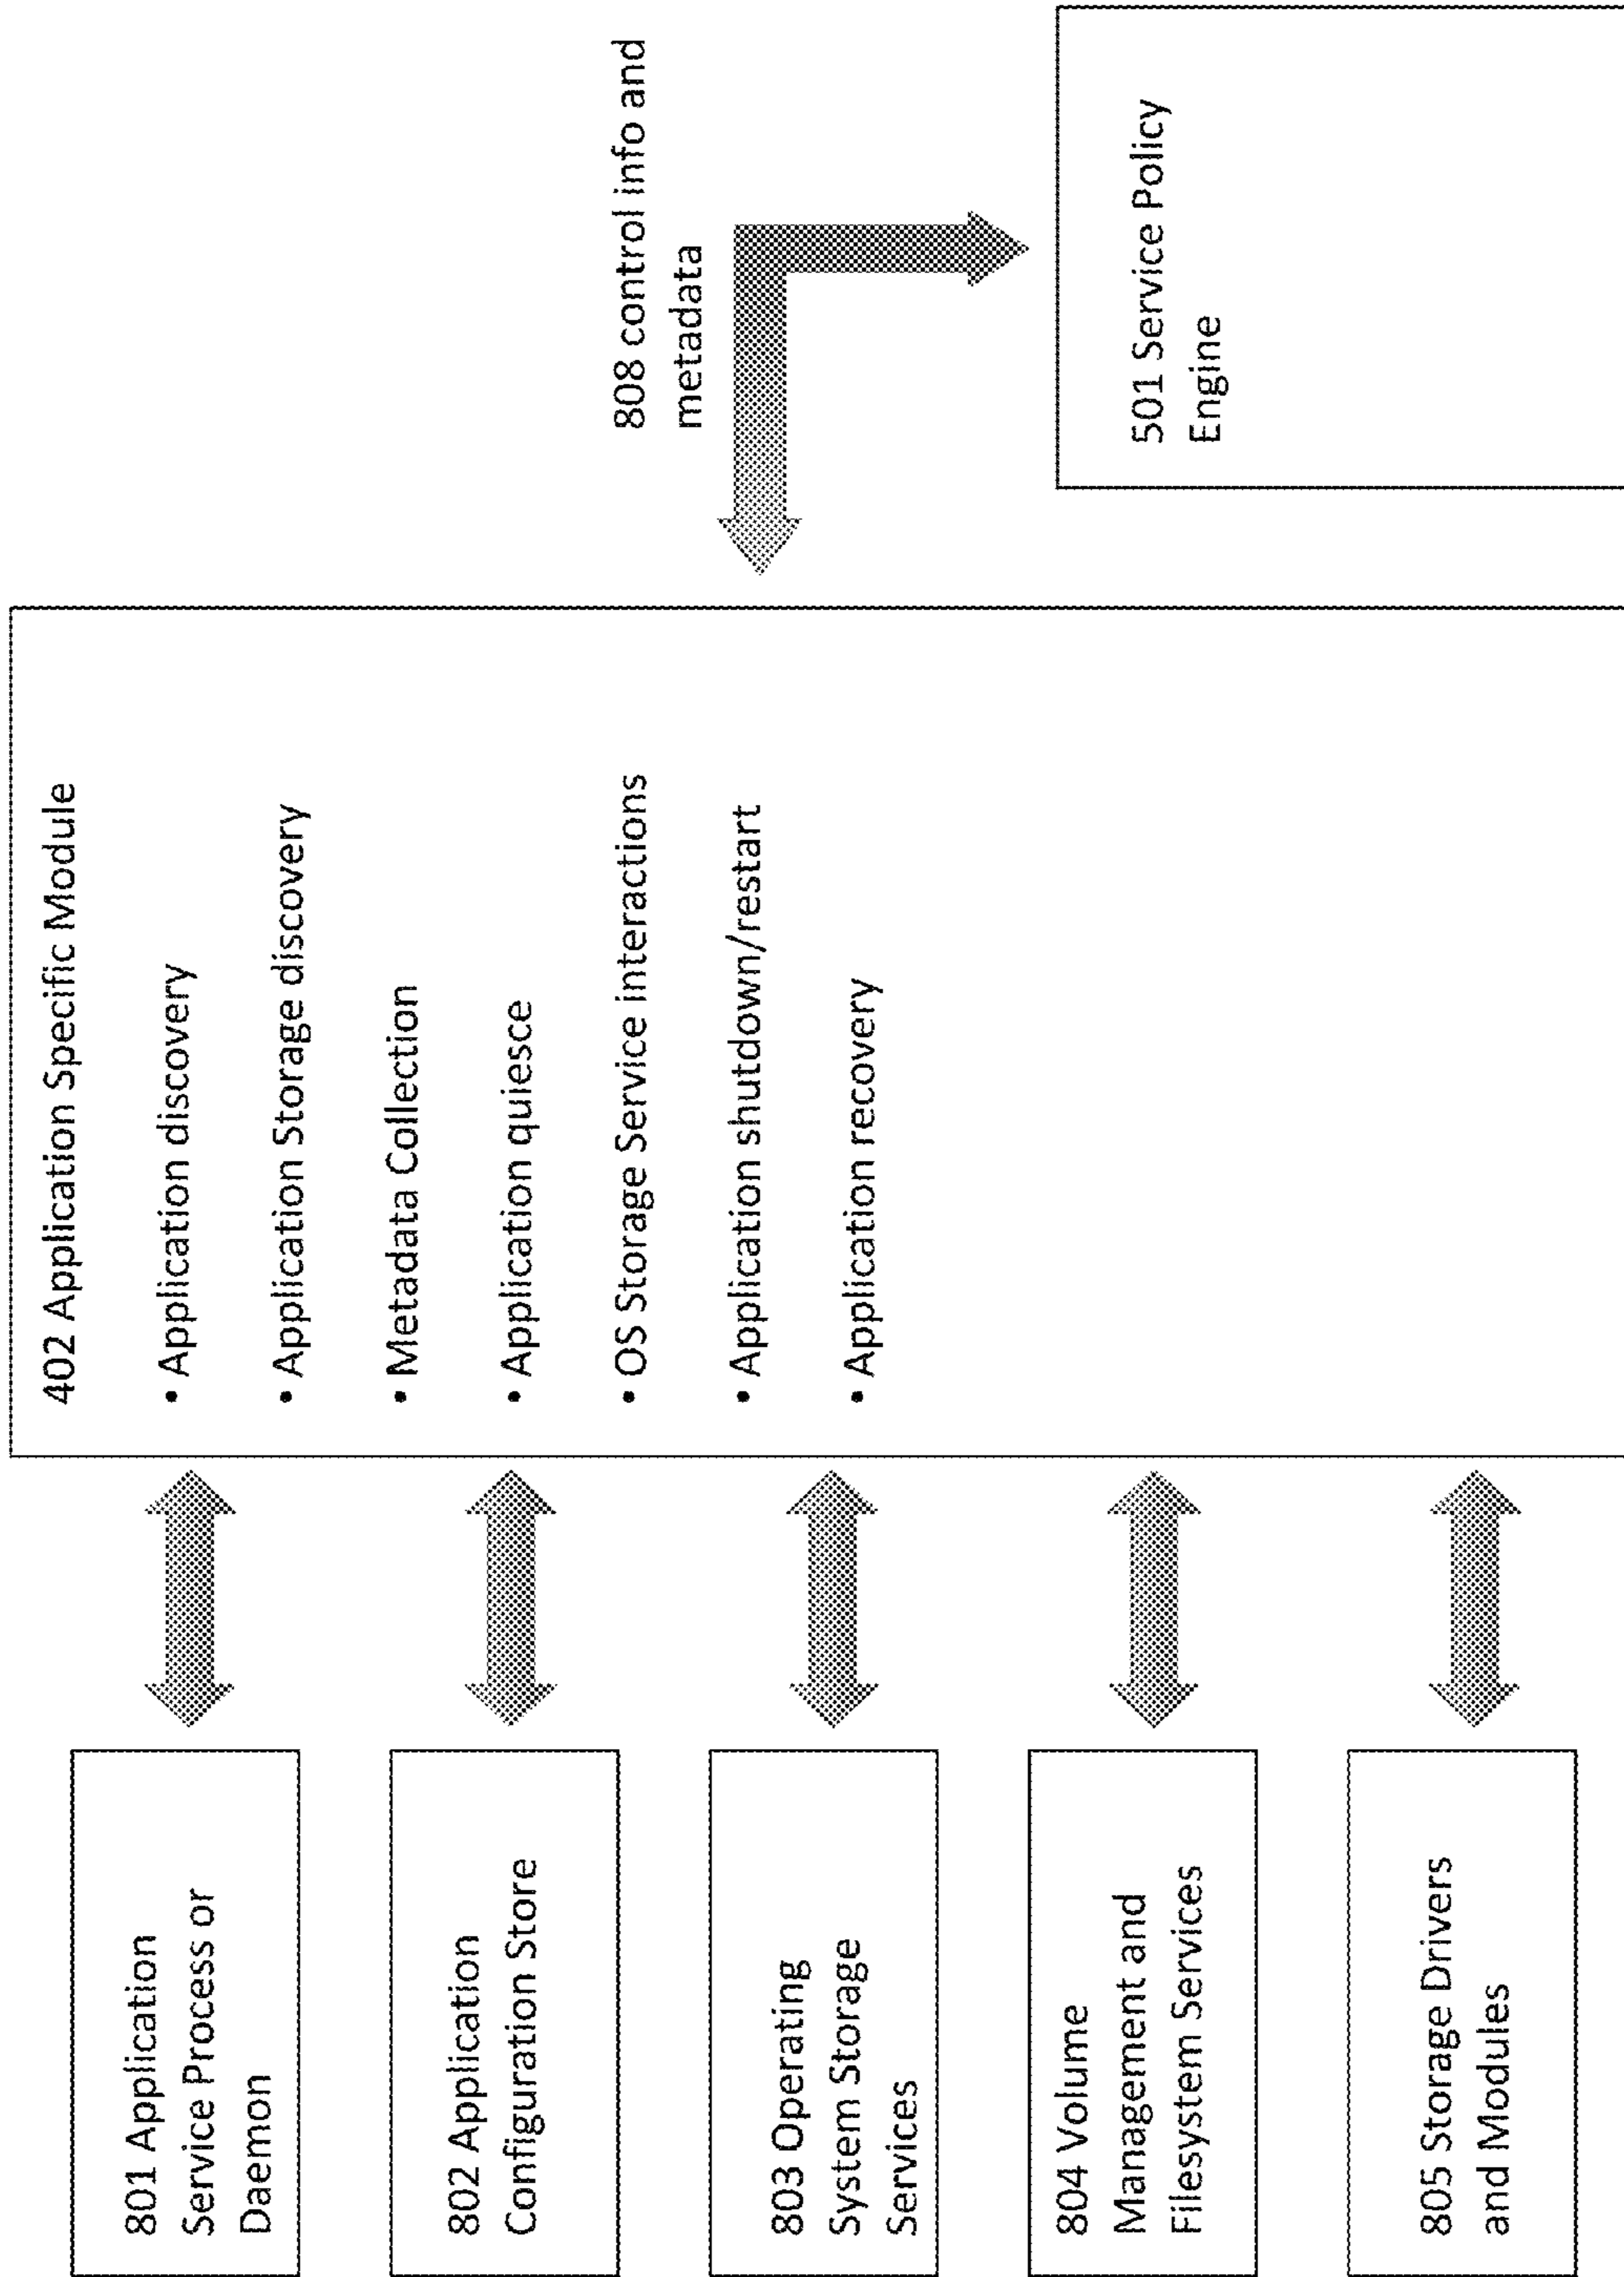 801 Application
Service Process or
Daemon
802 Application
Configuration Store
803 Operating
System Storage
Services
804 Volume
Management and
Filesystem Services
805 Storage Drivers
and Modules
402 Application Specific Module
• Application discovery
• Application Storage discovery
• Metadata Collection
• Application quiesce
• OS Storage Service interactions
• Application shutdown/restart
• Application recovery
808 control info and
metadata
501 Service Policy
Engine